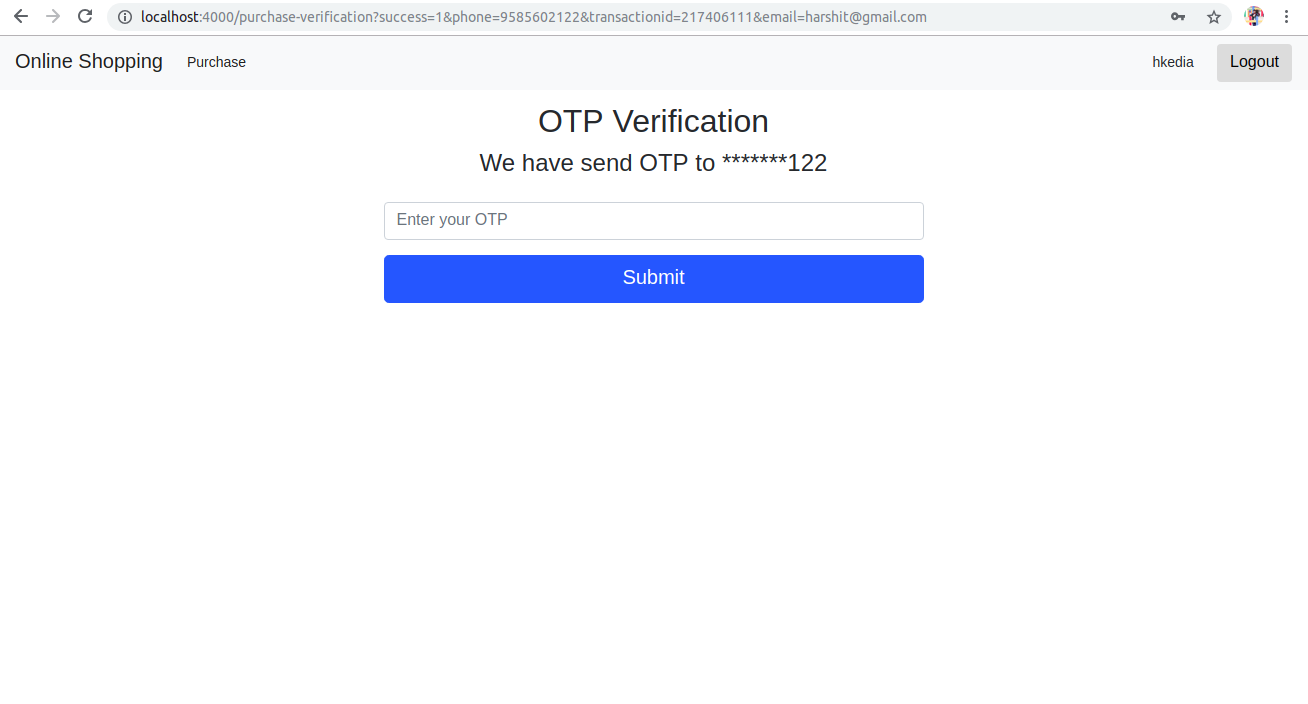 localhost:4000/purchase-verification?success=1&phone=9585602122&transactionid=217406111&email=harshit@gmail.com
Online Shopping Purchase hkedia Logout
OTP Verification
We have send OTP to *******122
Enter your OTP
Submit